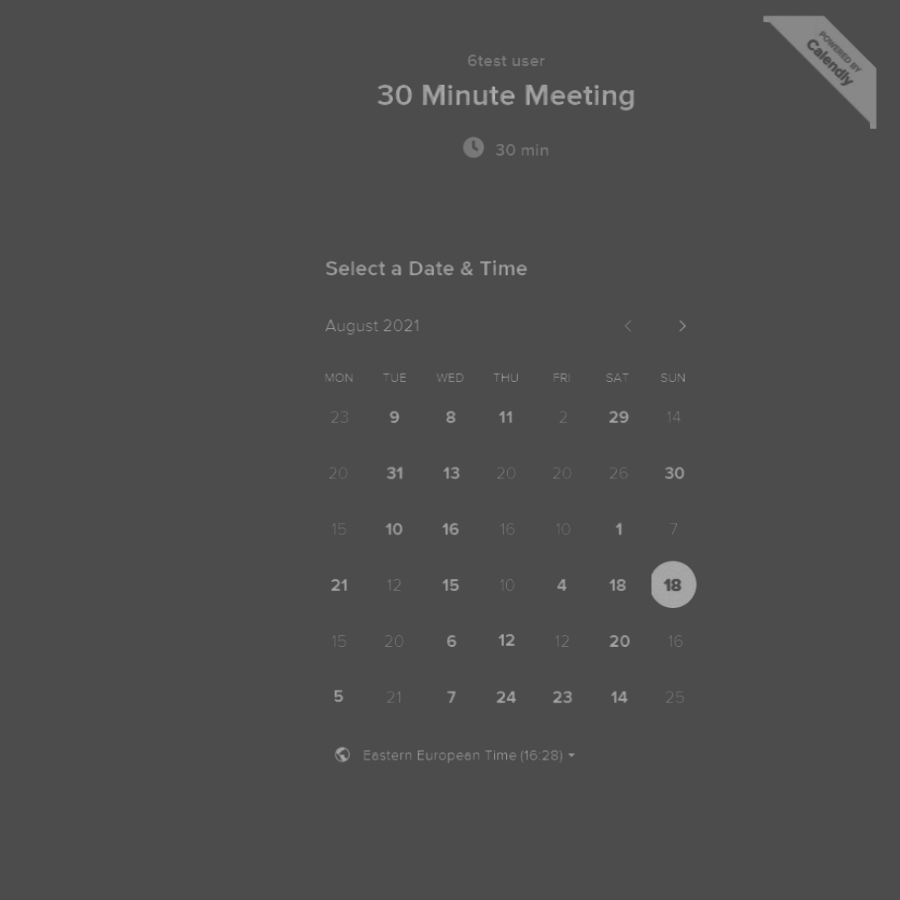 POWERED BY
Calendly
6test user
30 Minute Meeting
30 min
Select a Date & Time
August 2021
MON TUE WED THU FRI SAT SUN
23 9 8 11 2 29 14
20 31 13 20 20 26 30
15 10 16 16 10 1 7
21 12 15 10 4 18 18
15 20 6 12 12 20 16
5 21 7 24 23 14 25
Eastern European Time (16:28)